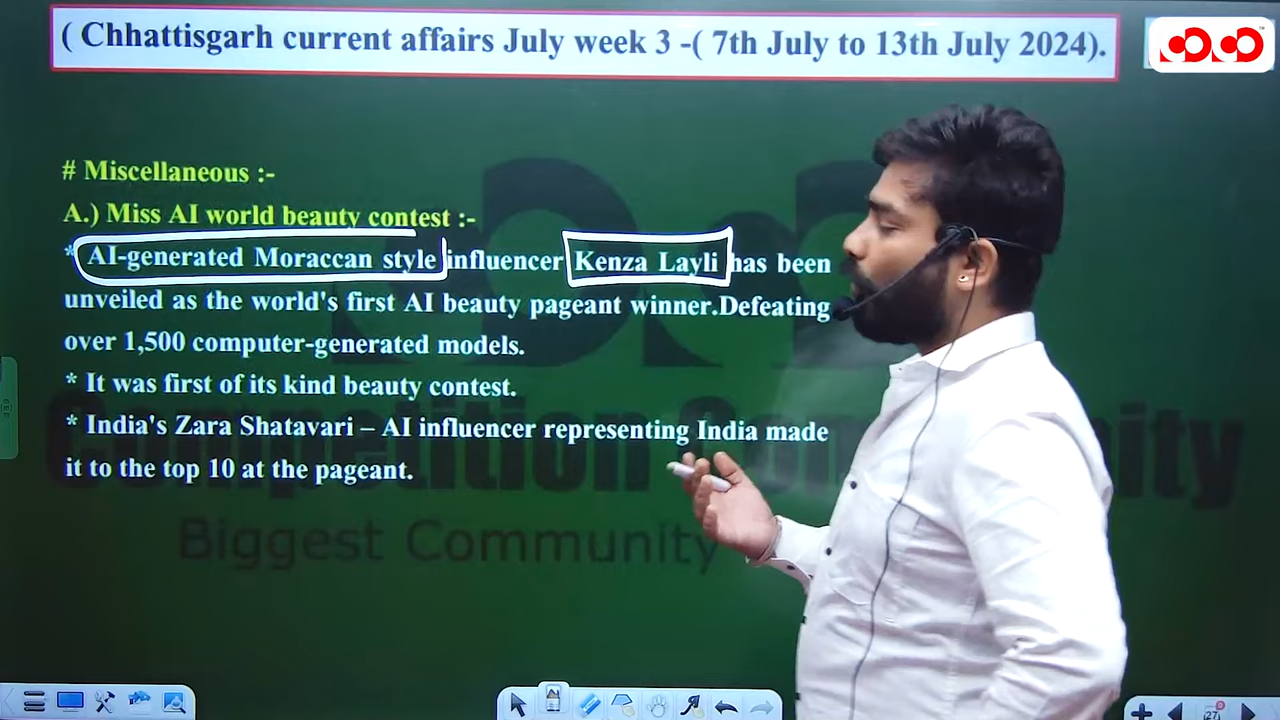 ( Chhattisgarh current affairs July week 3 -( 7th July to 13th July 2024).
# Miscellaneous :-
A.) Miss AI world beauty contest :-
* AI-generated Moraccan style influencer Kenza Layli has been
unveiled as the world's first AI beauty pageant winner.Defeating
over 1,500 computer-generated models.
* It was first of its kind beauty contest.
* India's Zara Shatavari – AI influencer representing India made
it to the top 10 at the pageant.
Competition Community
Biggest Community
(27)